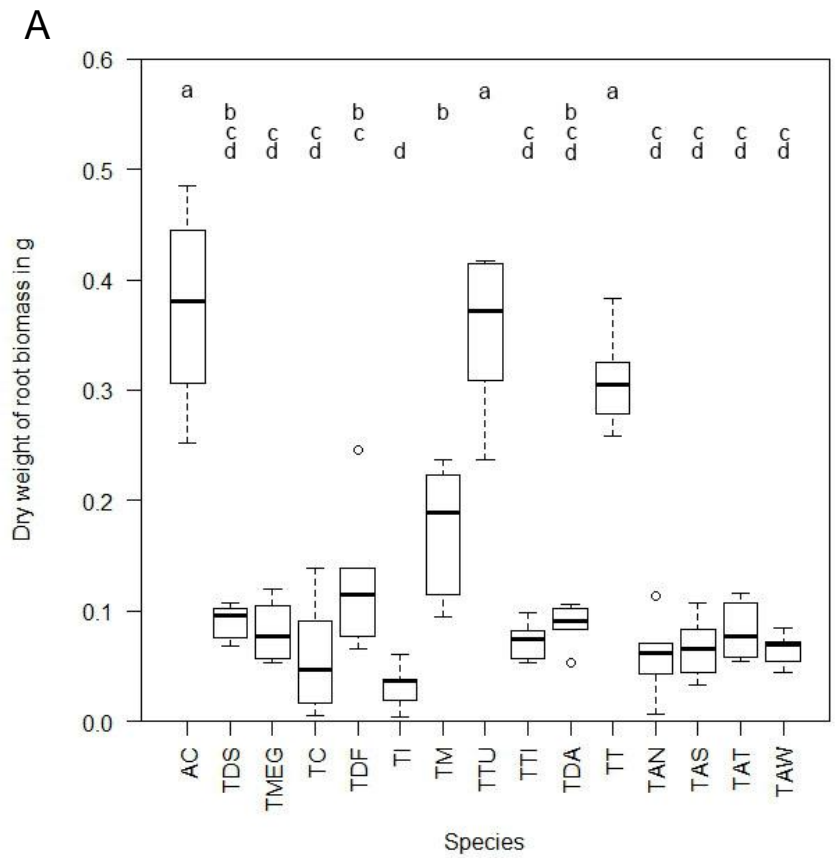 A
0.6
0.5
0.4
0.3
0.2
0.1
0.0
Dry weight of root biomass in g
a a a
b b b b
c c c c c c c c c
d d d d d d d d d d
AC TDS TMEG TC TDF TI TM TTU TTI TDA TT TAN TAS TAT TAW
Species